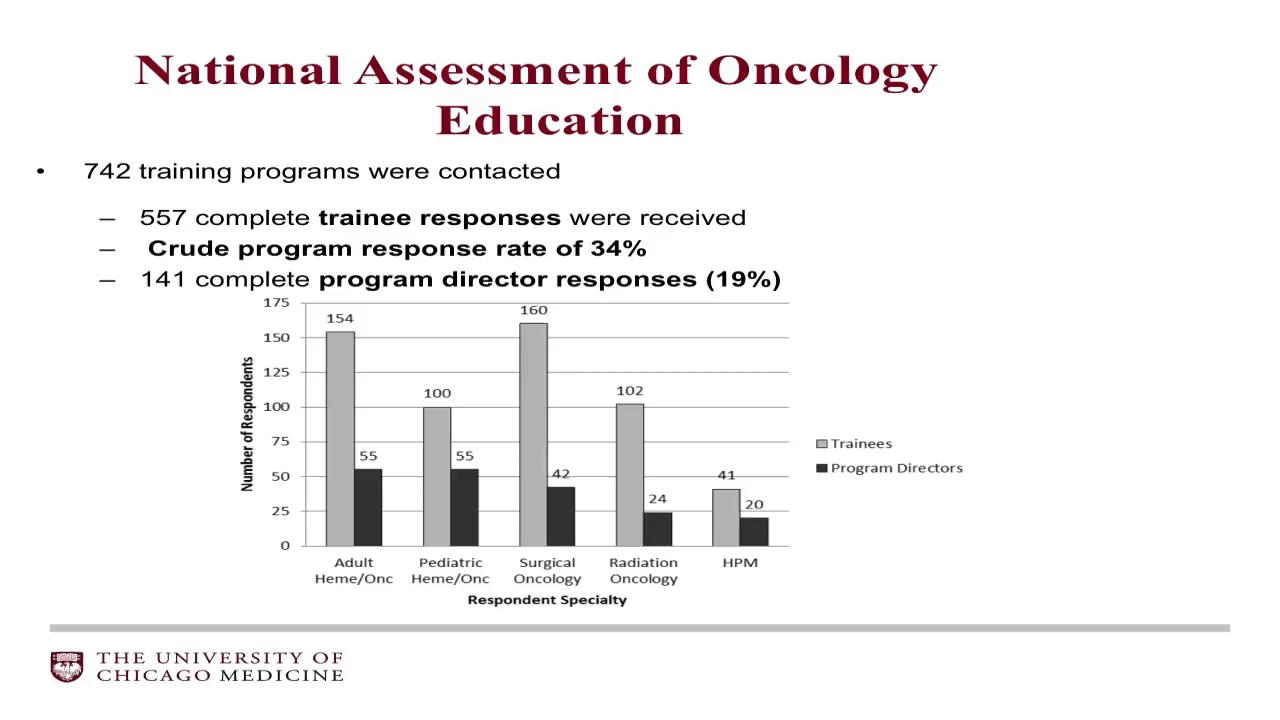 National Assessment of Oncology
Education
• 742 training programs were contacted
– 557 complete trainee responses were received
– Crude program response rate of 34%
– 141 complete program director responses (19%)
175
150
125
100
75
50
25
0
Number of Respondents
154
55
100
55
160
42
102
24
41
20
Adult
Heme/Onc
Pediatric
Heme/Onc
Surgical
Oncology
Radiation
Oncology
HPM
Respondent Specialty
Trainees
Program Directors
THE UNIVERSITY OF
CHICAGO MEDICINE